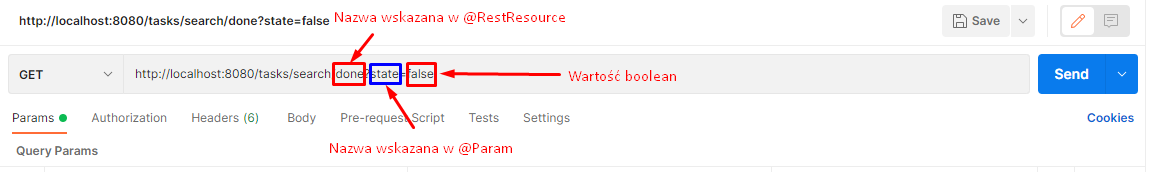 http://localhost:8080/tasks/search/done?state=false
Nazwa wskazana w @RestResource
Save
GET
http://localhost:8080/tasks/search/done?state=false
Wartość boolean
Send
Params
Authorization
Headers (6)
Body
Pre-request Script
Tests
Settings
Cookies
Nazwa wskazana w @Param
Query Params